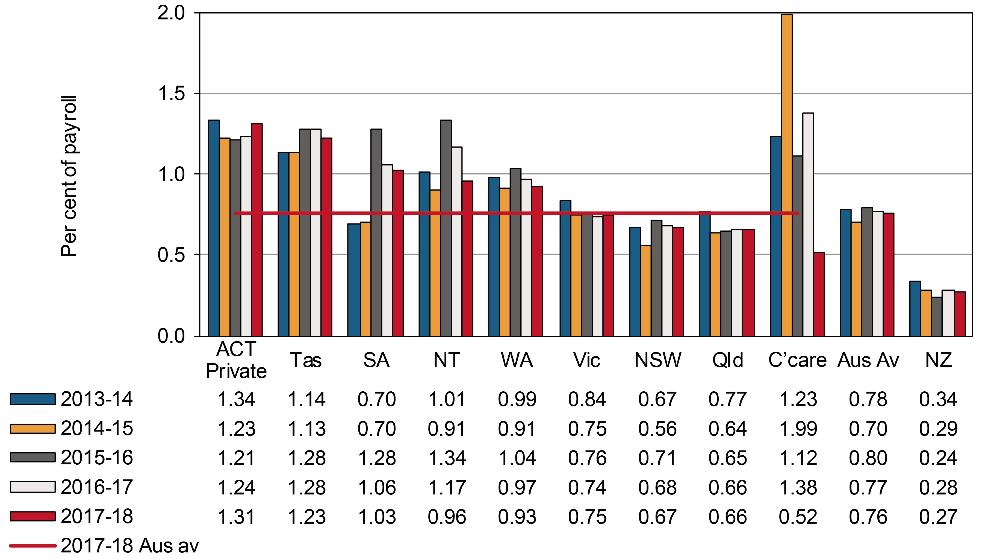 Per cent of payroll
2.0
1.5
1.0
0.5
0.0
ACT Private Tas SA NT WA Vic NSW Qld C'care Aus Av NZ
2013-14 1.34 1.14 0.70 1.01 0.99 0.84 0.67 0.77 1.23 0.78 0.34
2014-15 1.23 1.13 0.70 0.91 0.91 0.75 0.56 0.64 1.99 0.70 0.29
2015-16 1.21 1.28 1.28 1.34 1.04 0.76 0.71 0.65 1.12 0.80 0.24
2016-17 1.24 1.28 1.06 1.17 0.97 0.74 0.68 0.66 1.38 0.77 0.28
2017-18 1.31 1.23 1.03 0.96 0.93 0.75 0.67 0.66 0.52 0.76 0.27
2017-18 Aus av